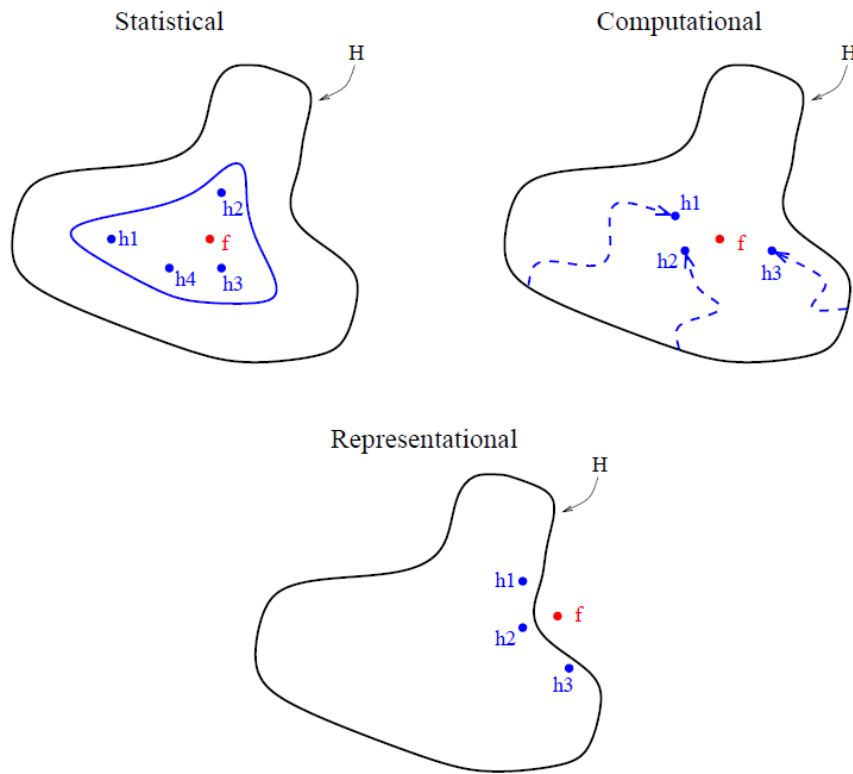 Statistical
H
h2
h1
f
h4
h3
Computational
H
h1
f
h2
h3
Representational
H
h1
f
h2
h3